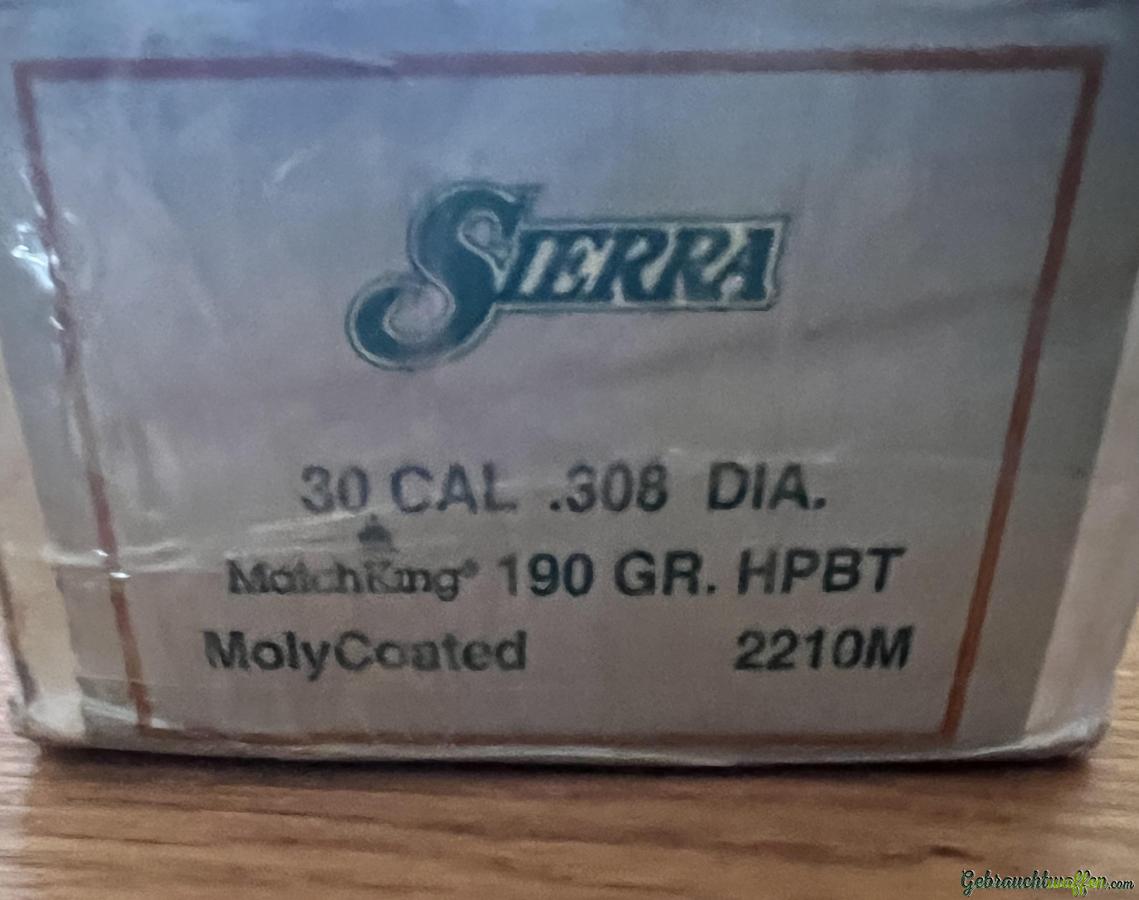 SIERRA
30 CAL .308 DIA.
MatchKing® 190 GR. HPBT
MolyCoated 2210M
Gebrauchtwaffen.com